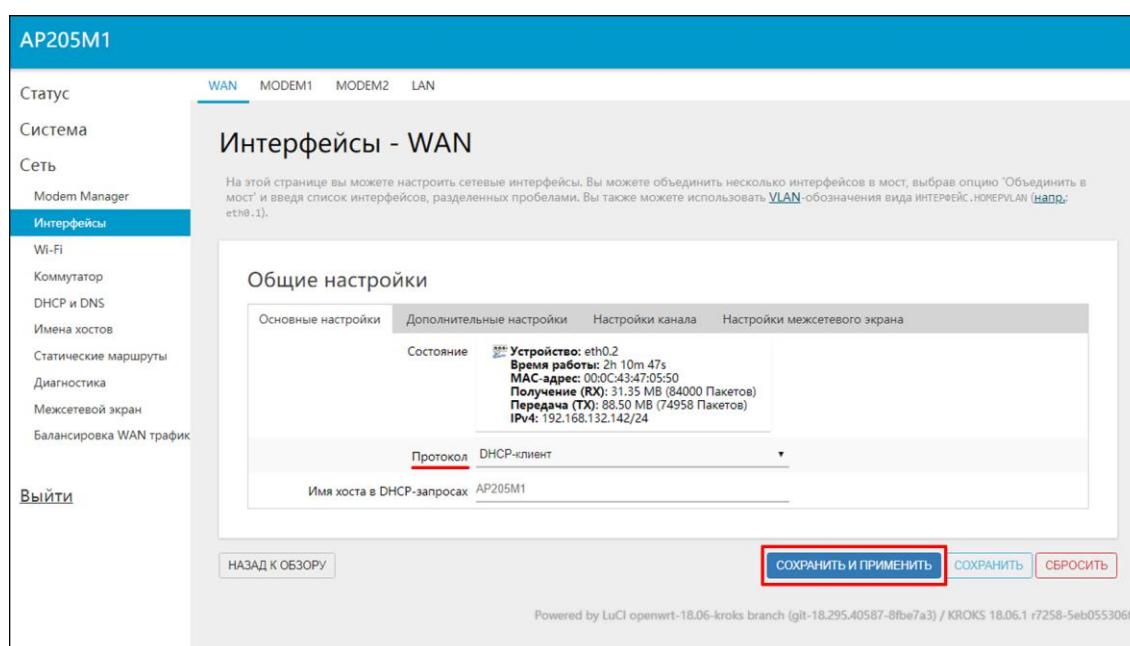 AP205M1
Статус
Система
Сеть
Modem Manager
Интерфейсы
Wi-Fi
Коммутатор
DHCP и DNS
Имена хостов
Статические маршруты
Диагностика
Межсетевой экран
Балансировка WAN трафик
Выйти
WAN MODEM1 MODEM2 LAN
Интерфейсы - WAN
На этой странице вы можете настроить сетевые интерфейсы. Вы можете объединить несколько интерфейсов в мост, выбрав опцию 'Объединить в
мост' и введя список интерфейсов, разделенных пробелами. Вы также можете использовать VLAN-обозначения вида ИНТЕРФЕЙС.НОМЕРVLAN (напр.:
eth0.1).
Общие настройки
Основные настройки Дополнительные настройки Настройки канала Настройки межсетевого экрана
Состояние
Устройство: eth0.2
Время работы: 2h 10m 47s
MAC-адрес: 00:0C:43:47:05:50
Получение (RX): 31.35 MB (84000 Пакетов)
Передача (TX): 88.50 MB (74958 Пакетов)
IPv4: 192.168.132.142/24
Протокол DHCP-клиент
Имя хоста в DHCP-запросах AP205M1
НАЗАД К ОБЗОРУ СОХРАНИТЬ И ПРИМЕНИТЬ СОХРАНИТЬ СБРОСИТЬ
Powered by LuCI openwrt-18.06-kroks branch (git-18.295.40587-8fbe7a3) / KROKS 18.06.1 r7258-5eb055306